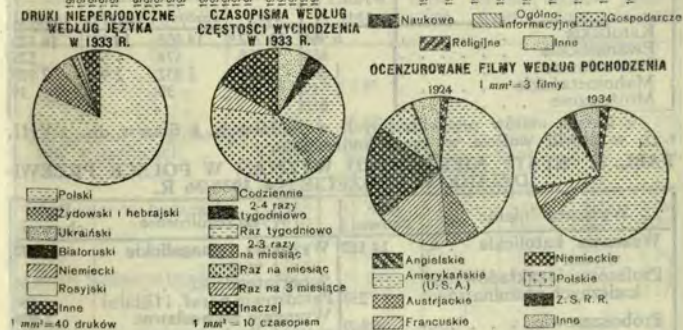 DRUKI NIEPERJODYCZNE
WEDŁUG JĘZYKA
W 1933 R.
Polski
Żydowski i hebrajski
Ukraiński
Białoruski
Niemiecki
Rosyjski
Inne
1 mm²=40 druków
CZASOPISMA WEDŁUG
CZĘSTOŚCI WYCHODZENIA
W 1933 R.
Codziennie
2-4 razy
tygodniowo
Raz tygodniowo
2-3 razy
na miesiąc
Raz na miesiąc
Raz na 3 miesiące
Inaczej
1 mm²=10 czasopism
Naukowe
Ogólno-
informacyjne
Gospodarcze
Religijne
Inne
OCENZUROWANE FILMY WEDŁUG POCHODZENIA
1 mm²=3 filmy
1924
1934
Angielskie
Amerykańskie
(U. S. A.)
Austrjackie
Francuskie
Niemieckie
Polskie
Z. S. R. R.
Inne